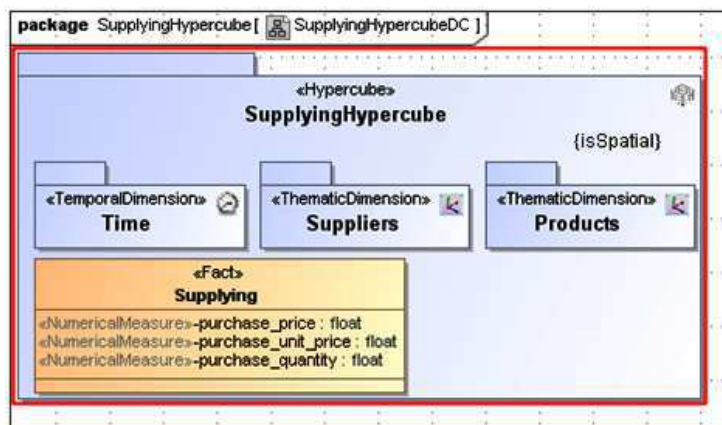 package SupplyingHypercube[ SupplyingHypercubeDC ]
«Hypercube»
SupplyingHypercube
{isSpatial}
«TemporalDimension»
Time
«ThematicDimension»
Suppliers
«ThematicDimension»
Products
«Fact»
Supplying
«NumericalMeasure»-purchase_price : float
«NumericalMeasure»-purchase_unit_price : float
«NumericalMeasure»-purchase_quantity : float